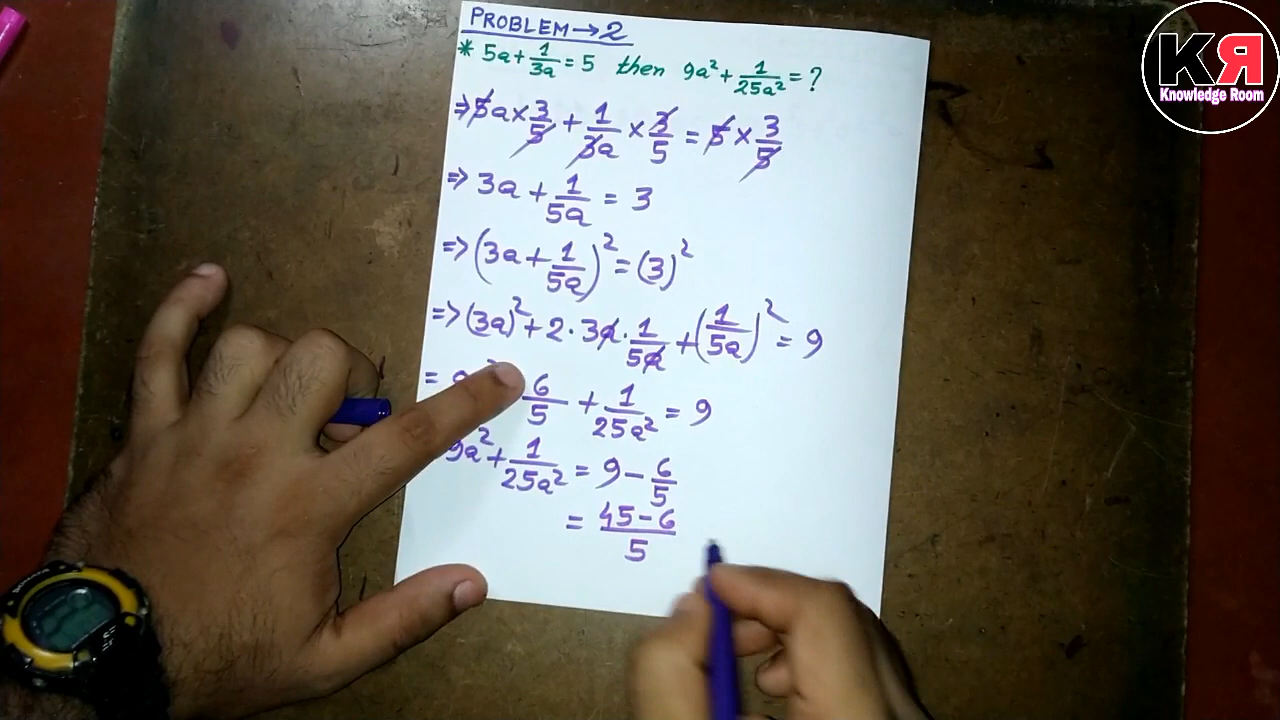 PROBLEM→2
* 5a+1/3a=5 then 9a²+1/25a²=?
⇒5a×3/5+1/3a×3/5=5×3/5
⇒3a+1/5a=3
⇒(3a+1/5a)²=(3)²
⇒(3a)²+2·3a·1/5a+(1/5a)²=9
= 6/5+1/25a²=9
9a²+1/25a²=9-6/5
=45-6/5
KЯ
Knowledge Room